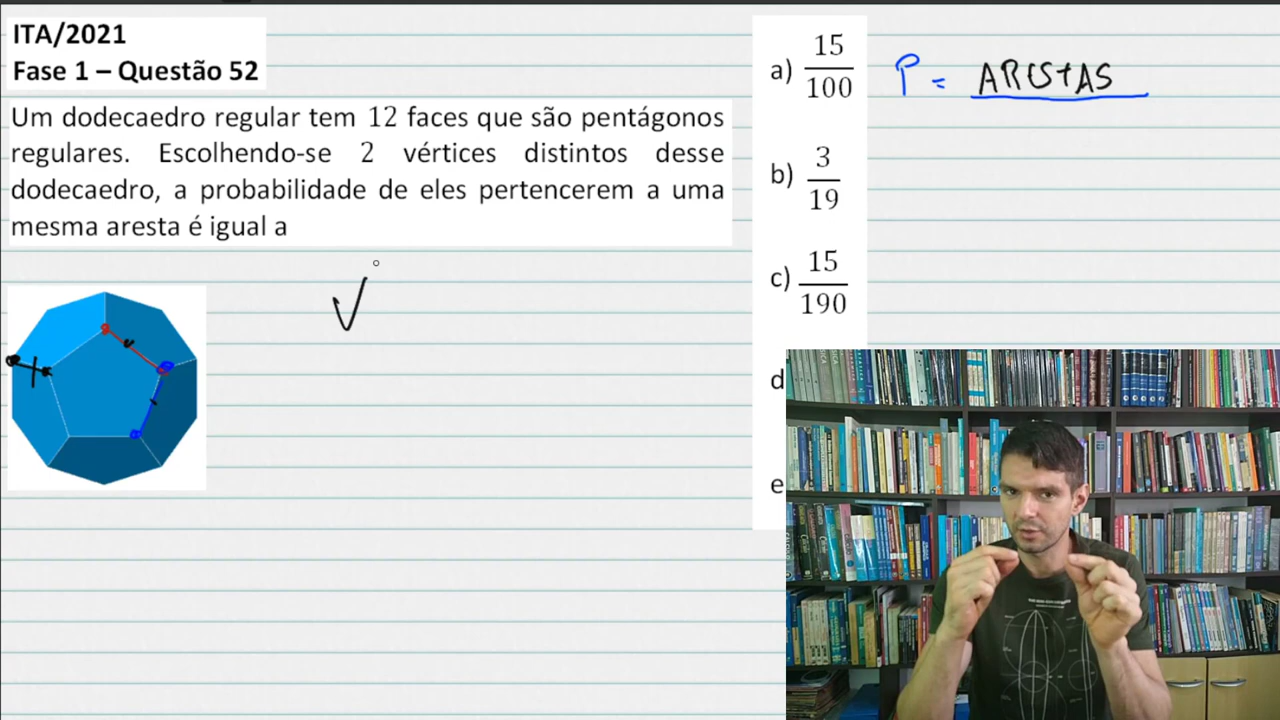 ITA/2021
Fase 1 – Questão 52
Um dodecaedro regular tem 12 faces que são pentágonos
regulares. Escolhendo-se 2 vértices distintos desse
dodecaedro, a probabilidade de eles pertencerem a uma
mesma aresta é igual a
a) 15/100
b) 3/19
c) 15/190
d
e
P = ARESTAS
V